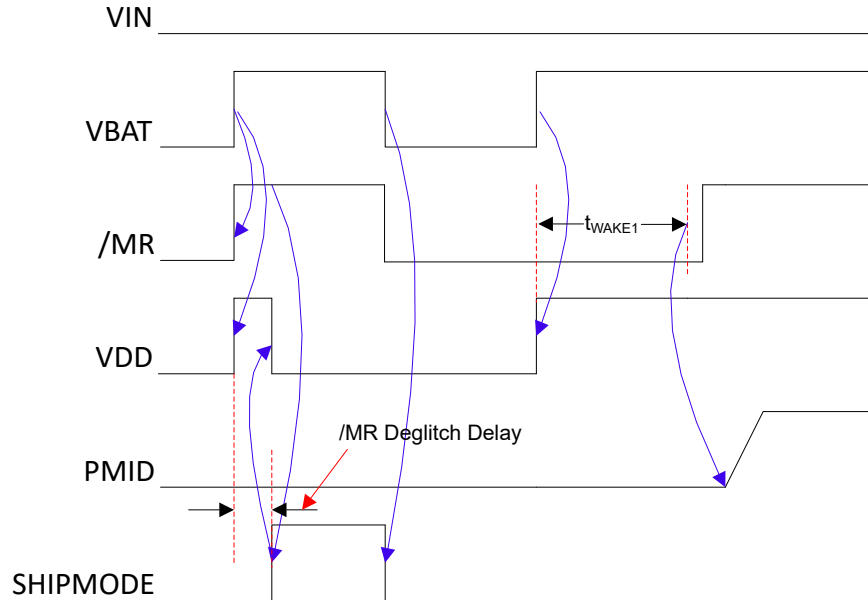 VIN
VBAT
/MR
tWAKE1
VDD
/MR Deglitch Delay
PMID
SHIPMODE